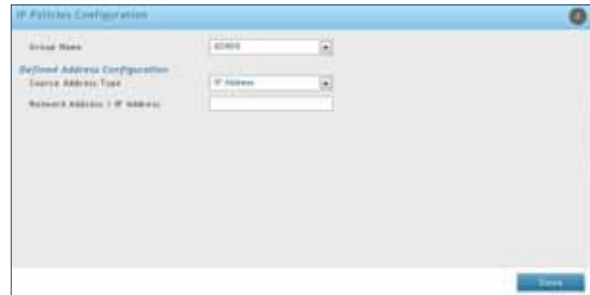 IP Policies Configuration
Group Name
ADMIN
Defined Address Configuration
Source Address Type
IP Address
Network Address / IP Address
Save